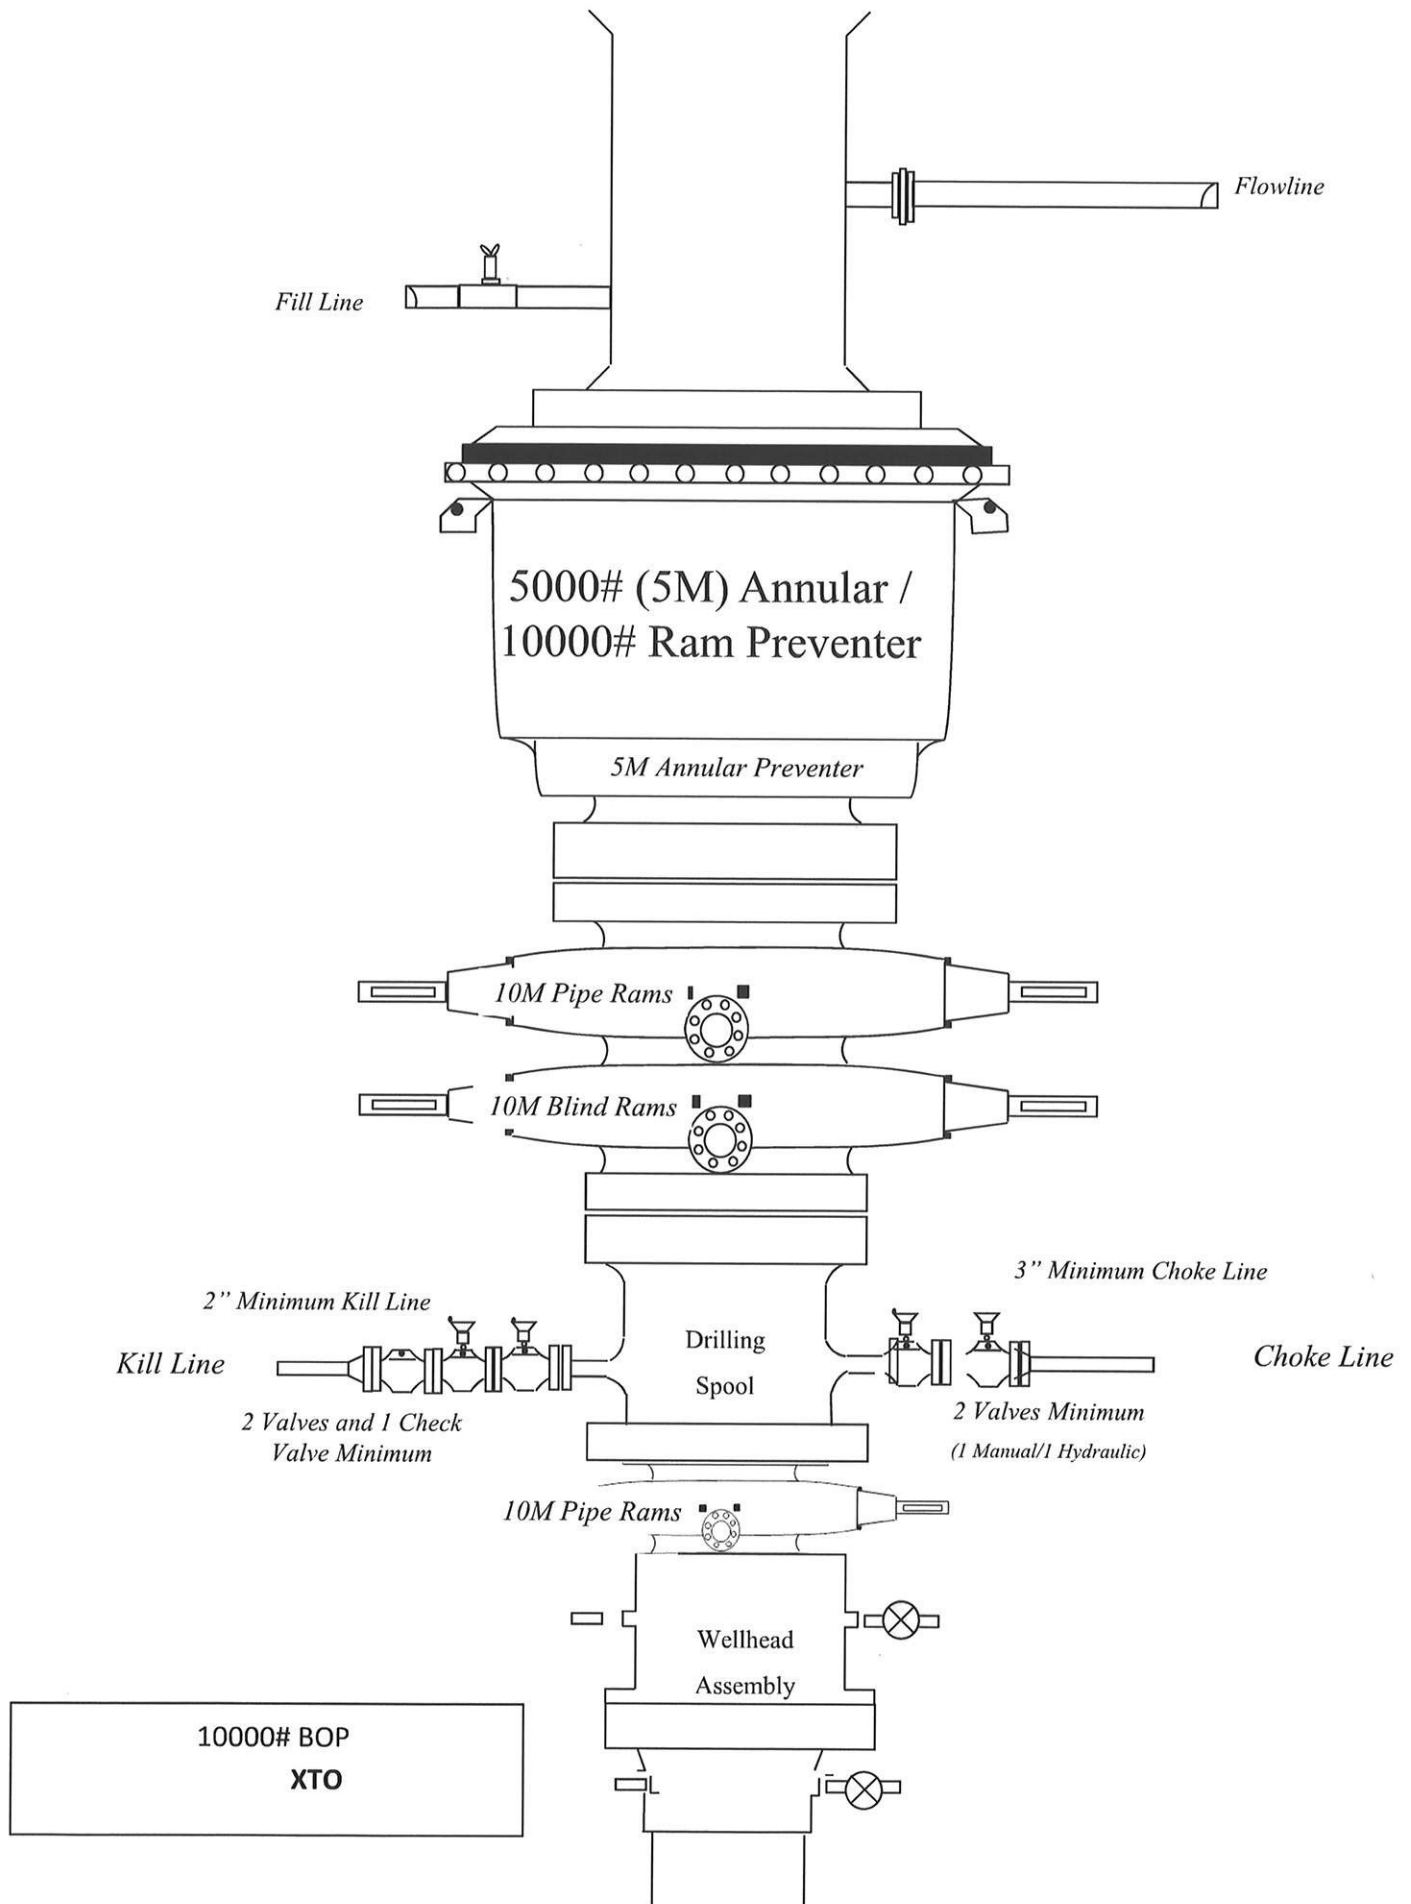 Flowline
Fill Line
5000# (5M) Annular /
10000# Ram Preventer
5M Annular Preventer
10M Pipe Rams
10M Blind Rams
3” Minimum Choke Line
2” Minimum Kill Line
Drilling
Spool
Kill Line
Choke Line
2 Valves and 1 Check
Valve Minimum
2 Valves Minimum
(1 Manual/1 Hydraulic)
10M Pipe Rams
Wellhead
Assembly
10000# BOP
XTO